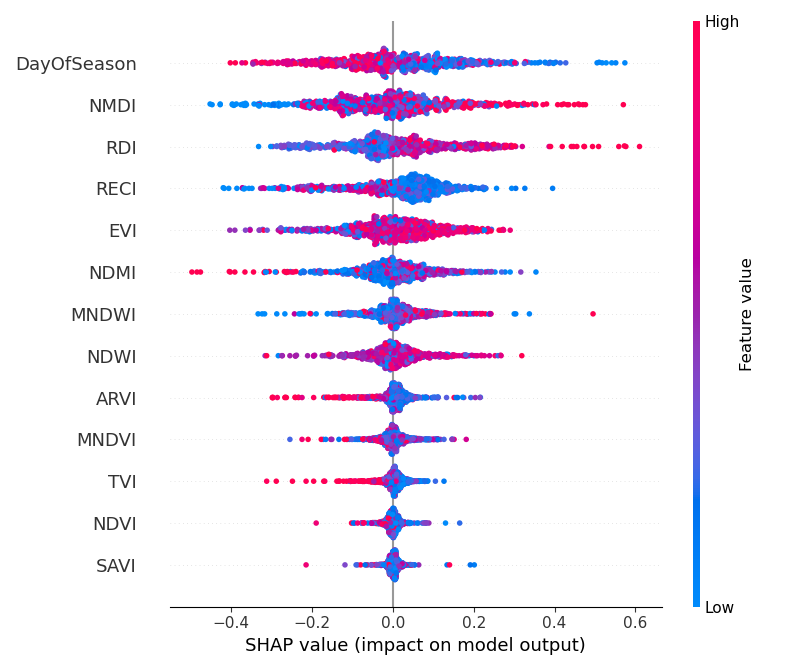 High
DayOfSeason
NMDI
RDI
RECI
EVI
NDMI
MNDWI
NDWI
ARVI
MNDVI
TVI
NDVI
SAVI
Feature value
Low
−0.4 −0.2 0.0 0.2 0.4 0.6
SHAP value (impact on model output)